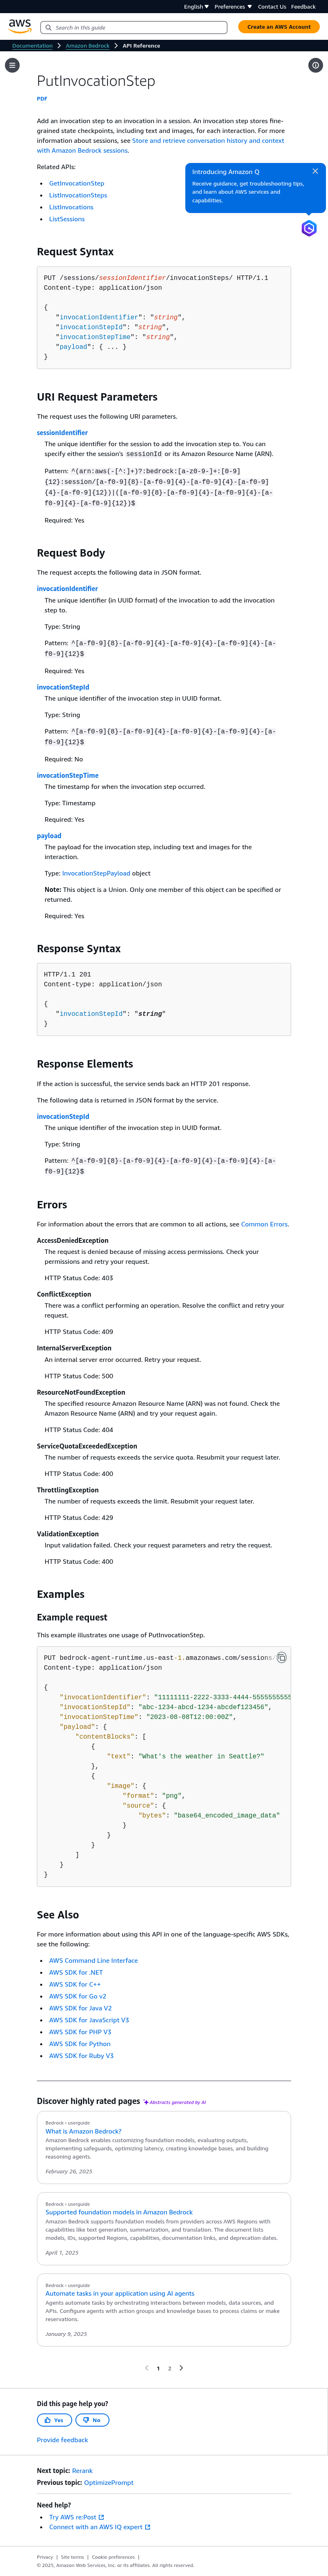 English Preferences Contact Us Feedback
aws
Search in this guide
Create an AWS Account
Documentation Amazon Bedrock API Reference
PutInvocationStep
PDF
Add an invocation step to an invocation in a session. An invocation step stores fine-
grained state checkpoints, including text and images, for each interaction. For more
information about sessions, see Store and retrieve conversation history and context
with Amazon Bedrock sessions.
Related APIs:
• GetInvocationStep
• ListInvocationSteps
• ListInvocations
• ListSessions
Introducing Amazon Q
Receive guidance, get troubleshooting tips,
and learn about AWS services and
capabilities.
Request Syntax
PUT /sessions/sessionIdentifier/invocationSteps/ HTTP/1.1
Content-type: application/json
{
"invocationIdentifier": "string",
"invocationStepId": "string",
"invocationStepTime": "string",
"payload": { ... }
}
URI Request Parameters
The request uses the following URI parameters.
sessionIdentifier
The unique identifier for the session to add the invocation step to. You can
specify either the session's sessionId or its Amazon Resource Name (ARN).
Pattern: ^(arn:aws(-[^:]+)?:bedrock:[a-z0-9-]+:[0-9]
{12}:session/[a-f0-9]{8}-[a-f0-9]{4}-[a-f0-9]{4}-[a-f0-9]
{4}-[a-f0-9]{12})|([a-f0-9]{8}-[a-f0-9]{4}-[a-f0-9]{4}-[a-
f0-9]{4}-[a-f0-9]{12})$
Required: Yes
Request Body
The request accepts the following data in JSON format.
invocationIdentifier
The unique identifier (in UUID format) of the invocation to add the invocation
step to.
Type: String
Pattern: ^[a-f0-9]{8}-[a-f0-9]{4}-[a-f0-9]{4}-[a-f0-9]{4}-[a-
f0-9]{12}$
Required: Yes
invocationStepId
The unique identifier of the invocation step in UUID format.
Type: String
Pattern: ^[a-f0-9]{8}-[a-f0-9]{4}-[a-f0-9]{4}-[a-f0-9]{4}-[a-
f0-9]{12}$
Required: No
invocationStepTime
The timestamp for when the invocation step occurred.
Type: Timestamp
Required: Yes
payload
The payload for the invocation step, including text and images for the
interaction.
Type: InvocationStepPayload object
Note: This object is a Union. Only one member of this object can be specified or
returned.
Required: Yes
Response Syntax
HTTP/1.1 201
Content-type: application/json
{
"invocationStepId": "string"
}
Response Elements
If the action is successful, the service sends back an HTTP 201 response.
The following data is returned in JSON format by the service.
invocationStepId
The unique identifier of the invocation step in UUID format.
Type: String
Pattern: ^[a-f0-9]{8}-[a-f0-9]{4}-[a-f0-9]{4}-[a-f0-9]{4}-[a-
f0-9]{12}$
Errors
For information about the errors that are common to all actions, see Common Errors.
AccessDeniedException
The request is denied because of missing access permissions. Check your
permissions and retry your request.
HTTP Status Code: 403
ConflictException
There was a conflict performing an operation. Resolve the conflict and retry your
request.
HTTP Status Code: 409
InternalServerException
An internal server error occurred. Retry your request.
HTTP Status Code: 500
ResourceNotFoundException
The specified resource Amazon Resource Name (ARN) was not found. Check the
Amazon Resource Name (ARN) and try your request again.
HTTP Status Code: 404
ServiceQuotaExceededException
The number of requests exceeds the service quota. Resubmit your request later.
HTTP Status Code: 400
ThrottlingException
The number of requests exceeds the limit. Resubmit your request later.
HTTP Status Code: 429
ValidationException
Input validation failed. Check your request parameters and retry the request.
HTTP Status Code: 400
Examples
Example request
This example illustrates one usage of PutInvocationStep.
PUT bedrock-agent-runtime.us-east-1.amazonaws.com/sessions/
Content-type: application/json
{
"invocationIdentifier": "11111111-2222-3333-4444-5555555555
"invocationStepId": "abc-1234-abcd-1234-abcdef123456",
"invocationStepTime": "2023-08-08T12:00:00Z",
"payload": {
"contentBlocks": [
{
"text": "What's the weather in Seattle?"
},
{
"image": {
"format": "png",
"source": {
"bytes": "base64_encoded_image_data"
}
}
}
]
}
}
See Also
For more information about using this API in one of the language-specific AWS SDKs,
see the following:
• AWS Command Line Interface
• AWS SDK for .NET
• AWS SDK for C++
• AWS SDK for Go v2
• AWS SDK for Java V2
• AWS SDK for JavaScript V3
• AWS SDK for PHP V3
• AWS SDK for Python
• AWS SDK for Ruby V3
Discover highly rated pages Abstracts generated by AI
Bedrock › userguide
What is Amazon Bedrock?
Amazon Bedrock enables customizing foundation models, evaluating outputs,
implementing safeguards, optimizing latency, creating knowledge bases, and building
reasoning agents.
February 26, 2025
Bedrock › userguide
Supported foundation models in Amazon Bedrock
Amazon Bedrock supports foundation models from providers across AWS Regions with
capabilities like text generation, summarization, and translation. The document lists
models, IDs, supported Regions, capabilities, documentation links, and deprecation dates.
April 1, 2025
Bedrock › userguide
Automate tasks in your application using AI agents
Agents automate tasks by orchestrating interactions between models, data sources, and
APIs. Configure agents with action groups and knowledge bases to process claims or make
reservations.
January 9, 2025
1 2
Did this page help you?
Yes No
Provide feedback
Next topic: Rerank
Previous topic: OptimizePrompt
Need help?
• Try AWS re:Post
• Connect with an AWS IQ expert
Privacy | Site terms | Cookie preferences |
© 2025, Amazon Web Services, Inc. or its affiliates. All rights reserved.